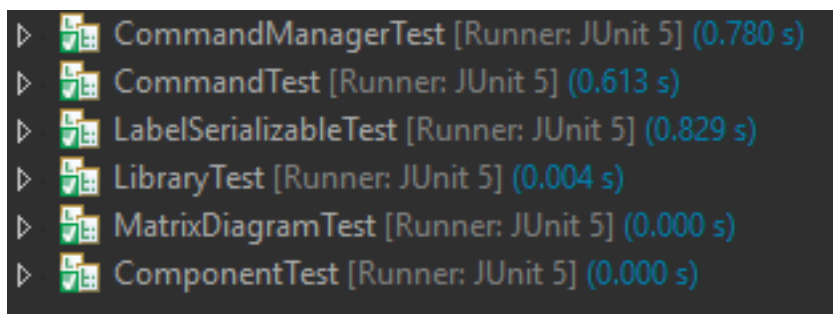 CommandManagerTest [Runner: JUnit 5] (0.780 s)
CommandTest [Runner: JUnit 5] (0.613 s)
LabelSerializableTest [Runner: JUnit 5] (0.829 s)
LibraryTest [Runner: JUnit 5] (0.004 s)
MatrixDiagramTest [Runner: JUnit 5] (0.000 s)
ComponentTest [Runner: JUnit 5] (0.000 s)